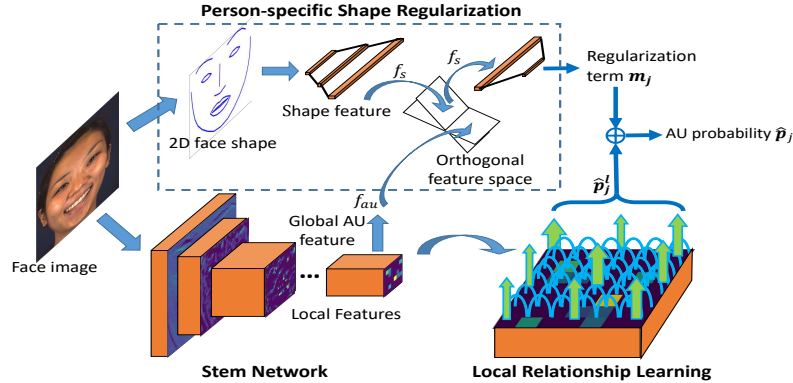 Person-specific Shape Regularization
f_s
f_s
Regularization
term m_j
Shape feature
2D face shape
AU probability p̂_j
Orthogonal
feature space
f_au
p̂_j^l
Global AU
feature
Face image
...
Local Features
Stem Network
Local Relationship Learning